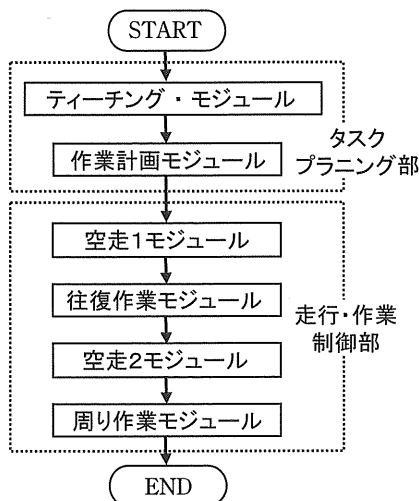 START
ティーチング・モジュール
作業計画モジュール
タスク
プラニング部
空走1モジュール
往復作業モジュール
空走2モジュール
周り作業モジュール
走行・作業
制御部
END